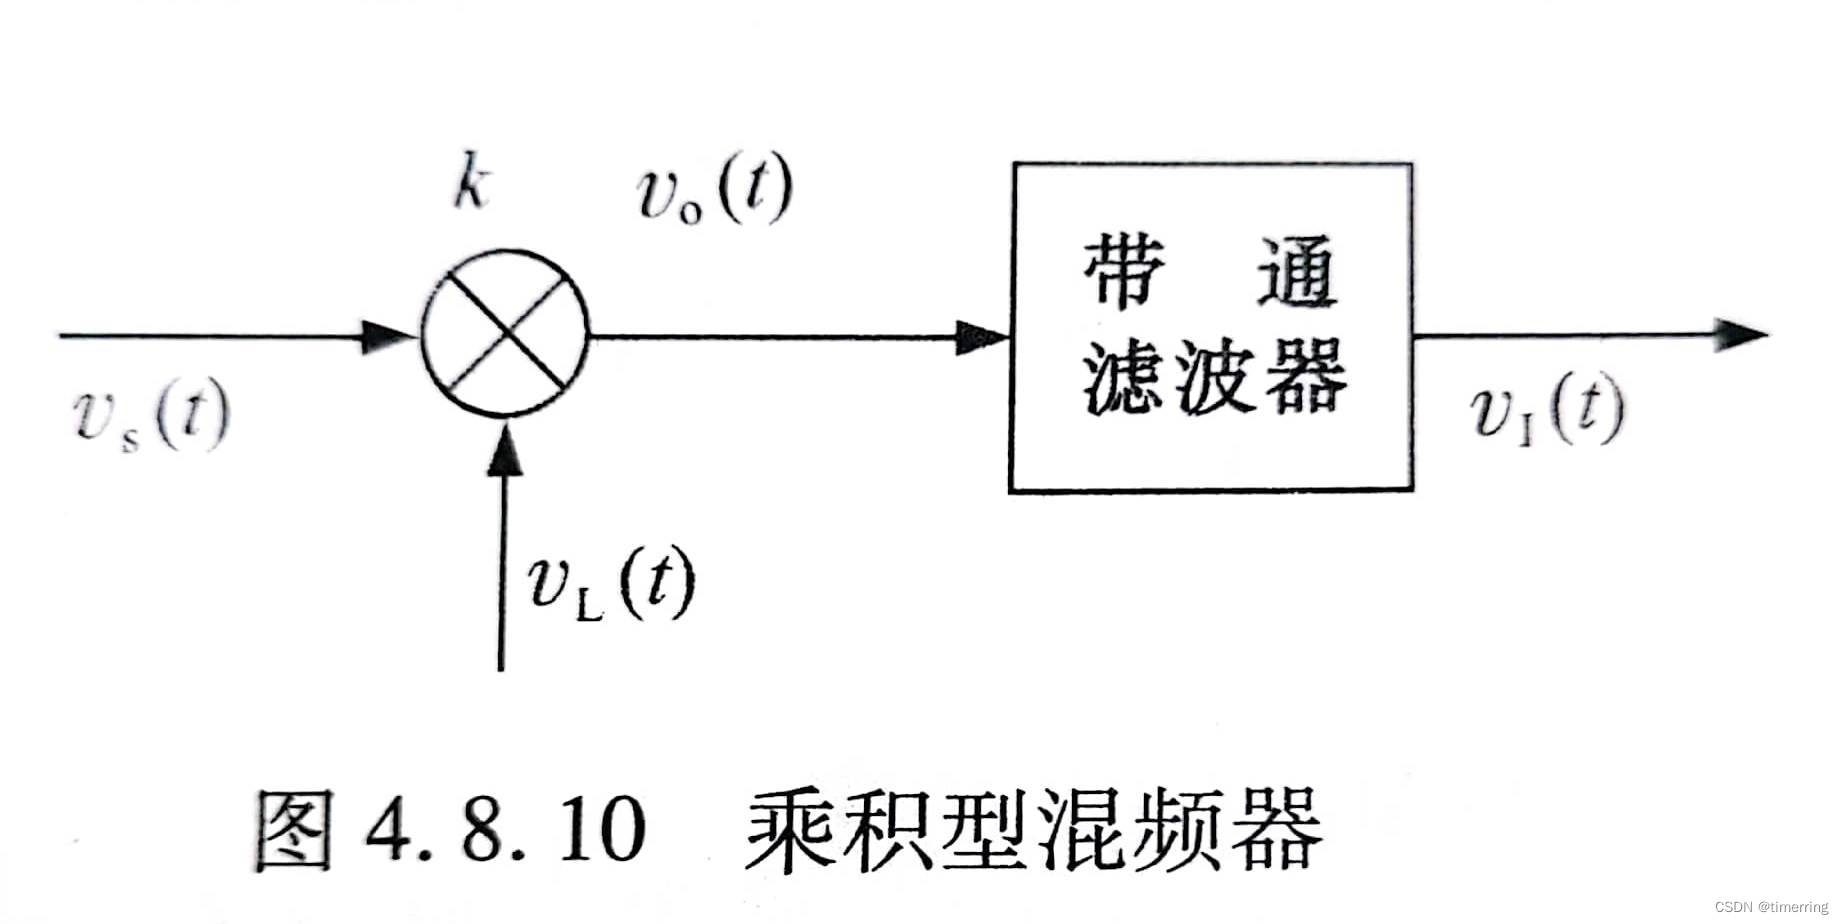 k
v_o(t)
带 通
滤波器
v_s(t)
v_I(t)
v_L(t)
图 4.8.10 乘积型混频器
CSDN @timerring